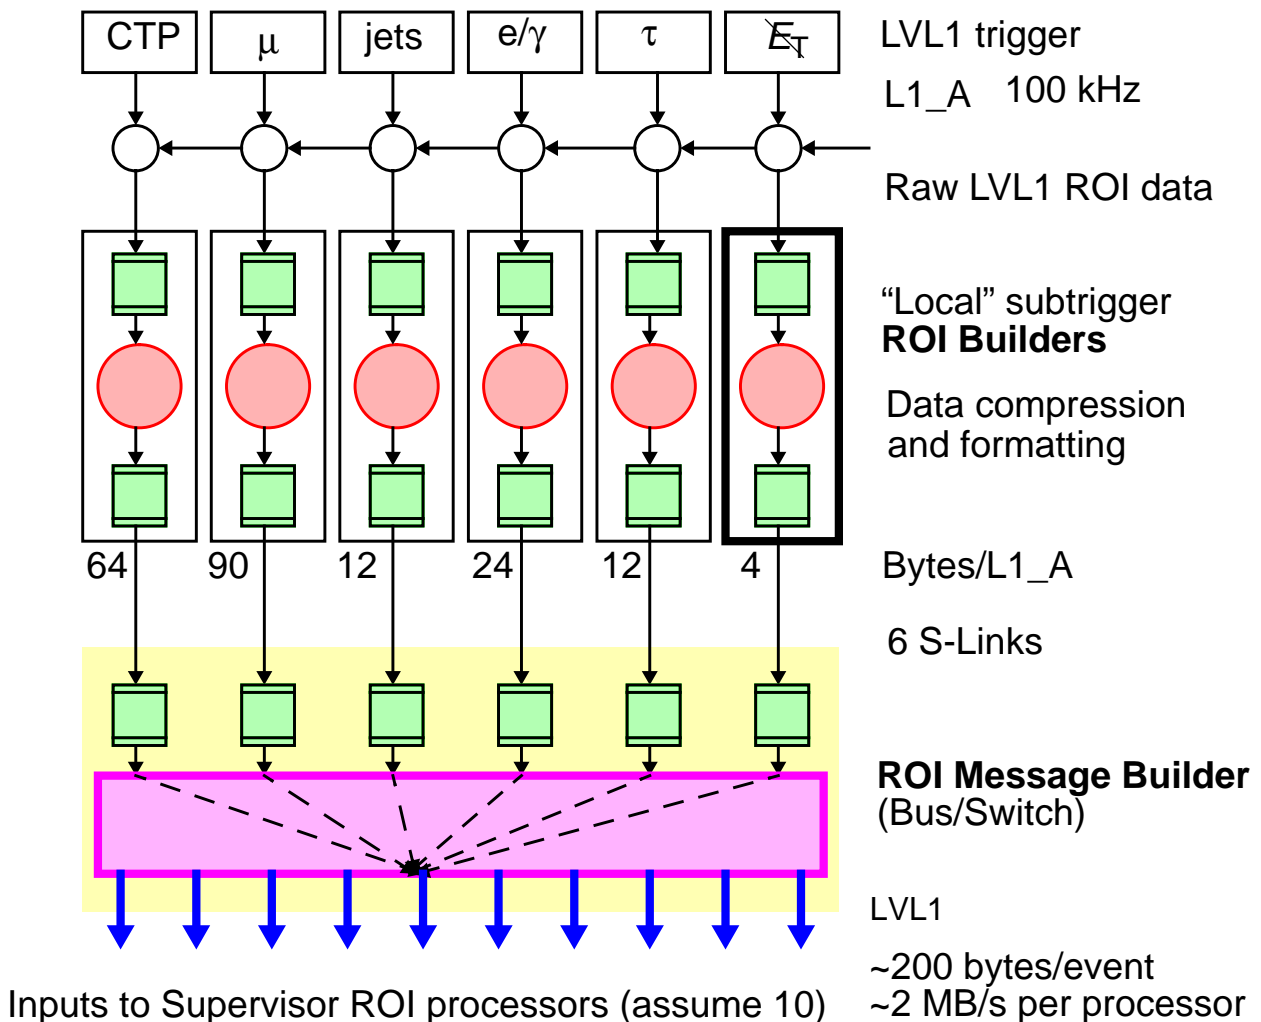 CTP μ jets e/γ τ E̸T LVL1 trigger
L1_A 100 kHz
Raw LVL1 ROI data
“Local” subtrigger
ROI Builders
Data compression
and formatting
64 90 12 24 12 4 Bytes/L1_A
6 S-Links
ROI Message Builder
(Bus/Switch)
LVL1
~200 bytes/event
Inputs to Supervisor ROI processors (assume 10) ~2 MB/s per processor